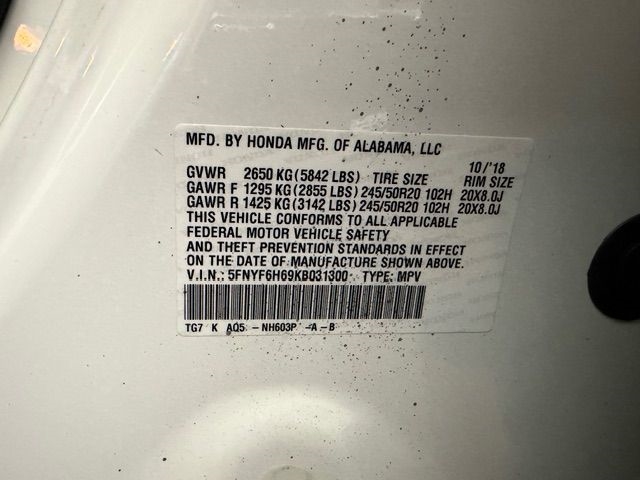 MFD. BY HONDA MFG. OF ALABAMA, LLC
10/'18
GVWR 2650 KG(5842 LBS) TIRE SIZE RIM SIZE
GAWR F 1295 KG(2855 LBS)245/50R20 102H 20X8.0J
GAWR R 1425 KG(3142 LBS)245/50R20 102H 20X8.0J
THIS VEHICLE CONFORMS TO ALL APPLICABLE
FEDERAL MOTOR VEHICLE SAFETY
AND THEFT PREVENTION STANDARDS IN EFFECT
ON THE DATE OF MANUFACTURE SHOWN ABOVE.
V.I.N.: 5FNYF6H69KB031300 TYPE: MPV
TG7 K AQ5 -NH603P -A-B